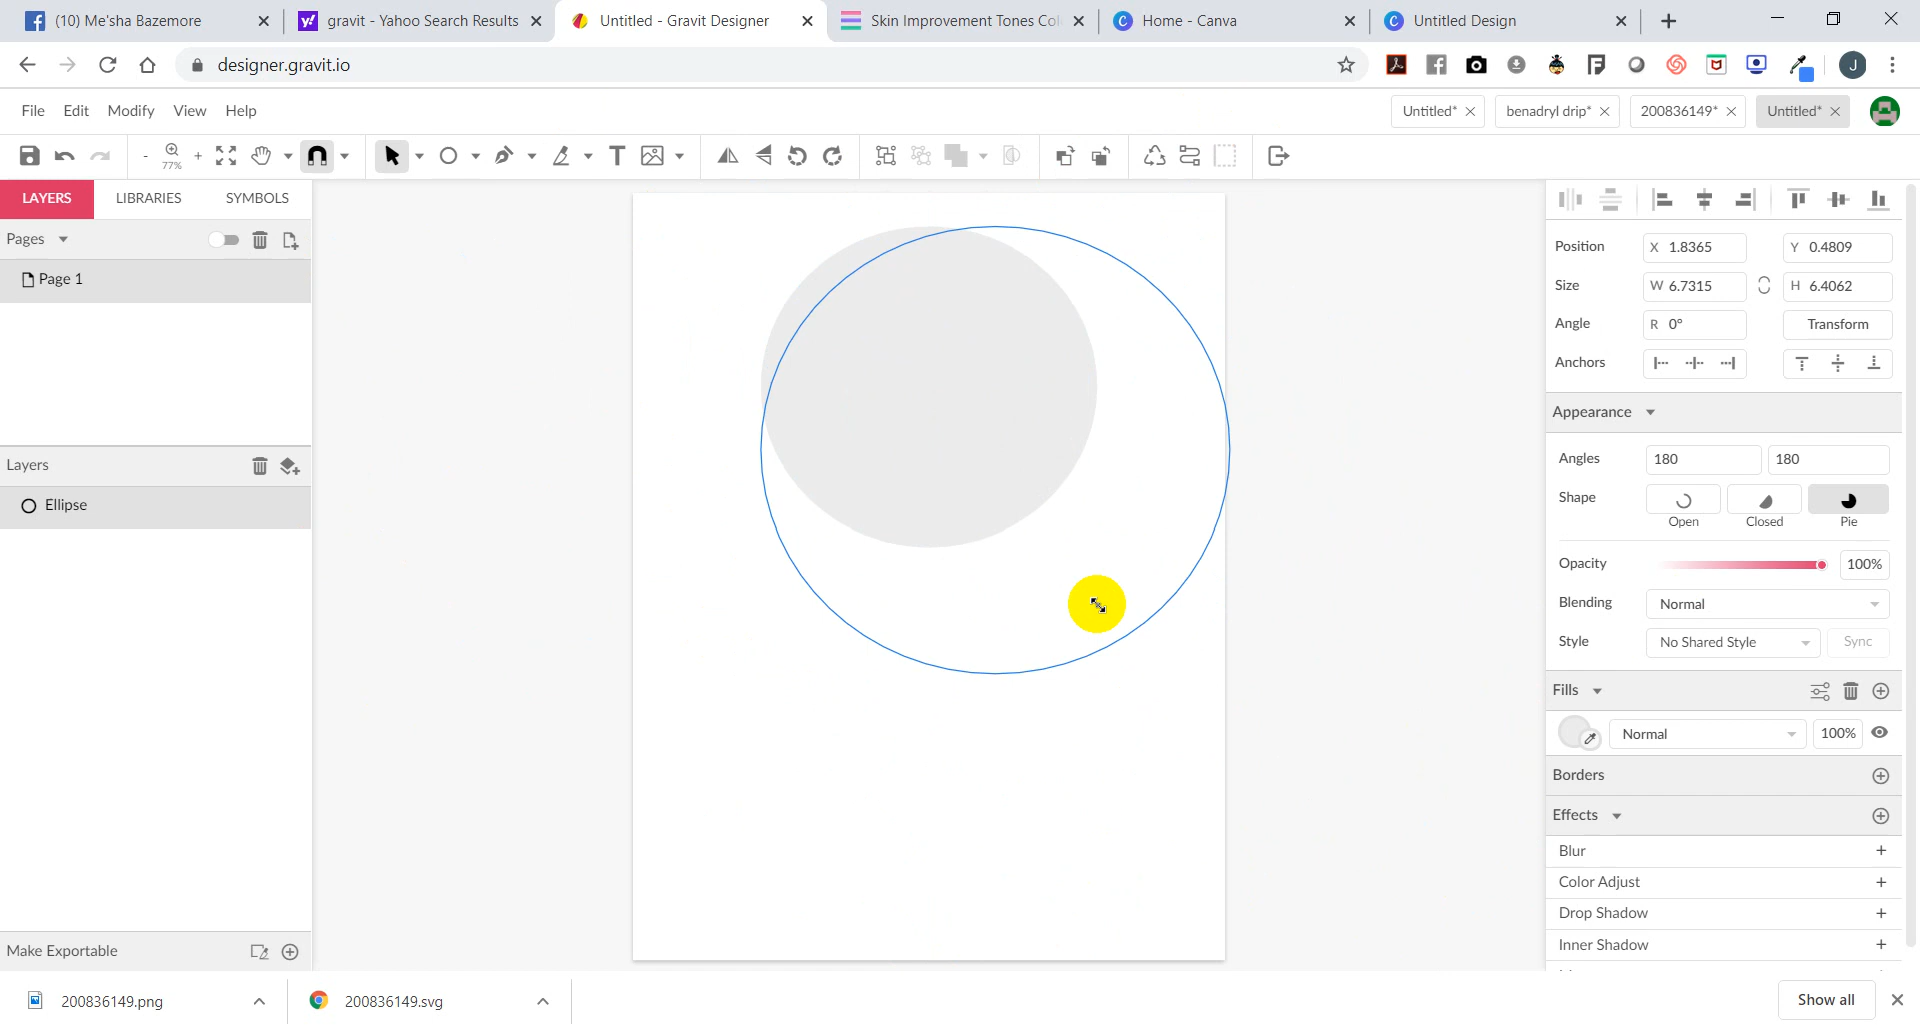 (10) Me'sha Bazemore
gravit - Yahoo Search Results
Untitled - Gravit Designer
Skin Improvement Tones Col
Home - Canva
Untitled Design
designer.gravit.io
J
File Edit Modify View Help
Untitled* benadryl drip* 200836149* Untitled*
- 77% +
LAYERS LIBRARIES SYMBOLS
Pages
Page 1
Layers
Ellipse
Make Exportable
Position X 1.8365 Y 0.4809
Size W 6.7315 H 6.4062
Angle R 0° Transform
Anchors
Appearance
Angles 180 180
Shape
Open Closed Pie
Opacity 100%
Blending Normal
Style No Shared Style Sync
Fills
Normal 100%
Borders
Effects
Blur +
Color Adjust +
Drop Shadow +
Inner Shadow +
200836149.png
200836149.svg
Show all